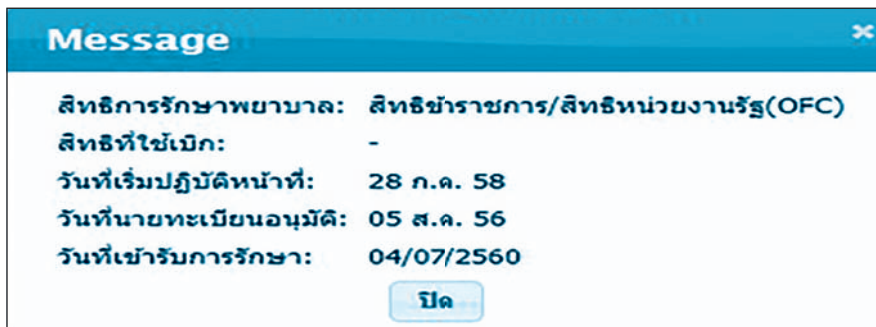 Message
สิทธิการรักษาพยาบาล: สิทธิข้าราชการ/สิทธิหน่วยงานรัฐ(OFC)
สิทธิที่ใช้เบิก: -
วันที่เริ่มปฏิบัติหน้าที่: 28 ก.ค. 58
วันที่นายทะเบียนอนุมัติ: 05 ส.ค. 56
วันที่เข้ารับการรักษา: 04/07/2560
ปิด